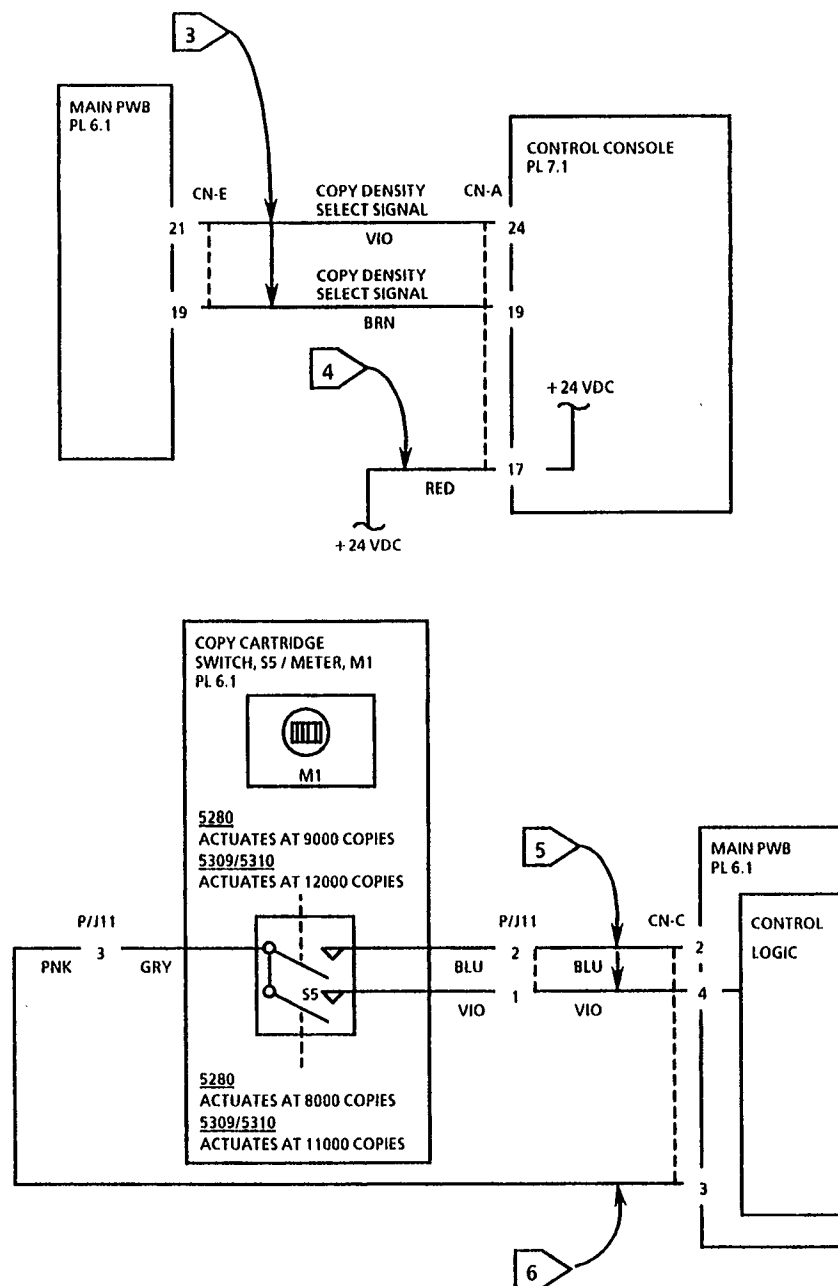 3
MAIN PWB
PL 6.1
CONTROL CONSOLE
PL 7.1
CN-E
COPY DENSITY
SELECT SIGNAL
CN-A
21
24
VIO
COPY DENSITY
SELECT SIGNAL
19
19
BRN
4
+ 24 VDC
17
RED
+ 24 VDC
COPY CARTRIDGE
SWITCH, S5 / METER, M1
PL 6.1
M1
5280
ACTUATES AT 9000 COPIES
5309/5310
ACTUATES AT 12000 COPIES
5
MAIN PWB
PL 6.1
P/J11
P/J11
CN-C
CONTROL
LOGIC
3
2
2
PNK
GRY
BLU
BLU
S5
1
4
VIO
VIO
5280
ACTUATES AT 8000 COPIES
5309/5310
ACTUATES AT 11000 COPIES
3
6